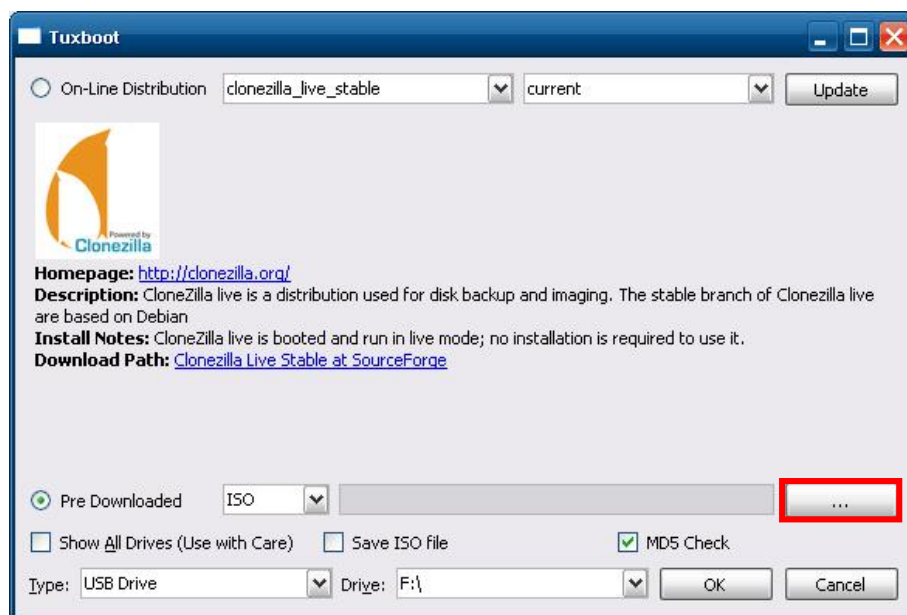 Tuxboot
On-Line Distribution clonezilla_live_stable current Update
Powered by
Clonezilla
Homepage: http://clonezilla.org/
Description: CloneZilla live is a distribution used for disk backup and imaging. The stable branch of Clonezilla live
are based on Debian
Install Notes: CloneZilla live is booted and run in live mode; no installation is required to use it.
Download Path: Clonezilla Live Stable at SourceForge
Pre Downloaded ISO ...
Show All Drives (Use with Care) Save ISO file MD5 Check
Type: USB Drive Drive: F:\ OK Cancel